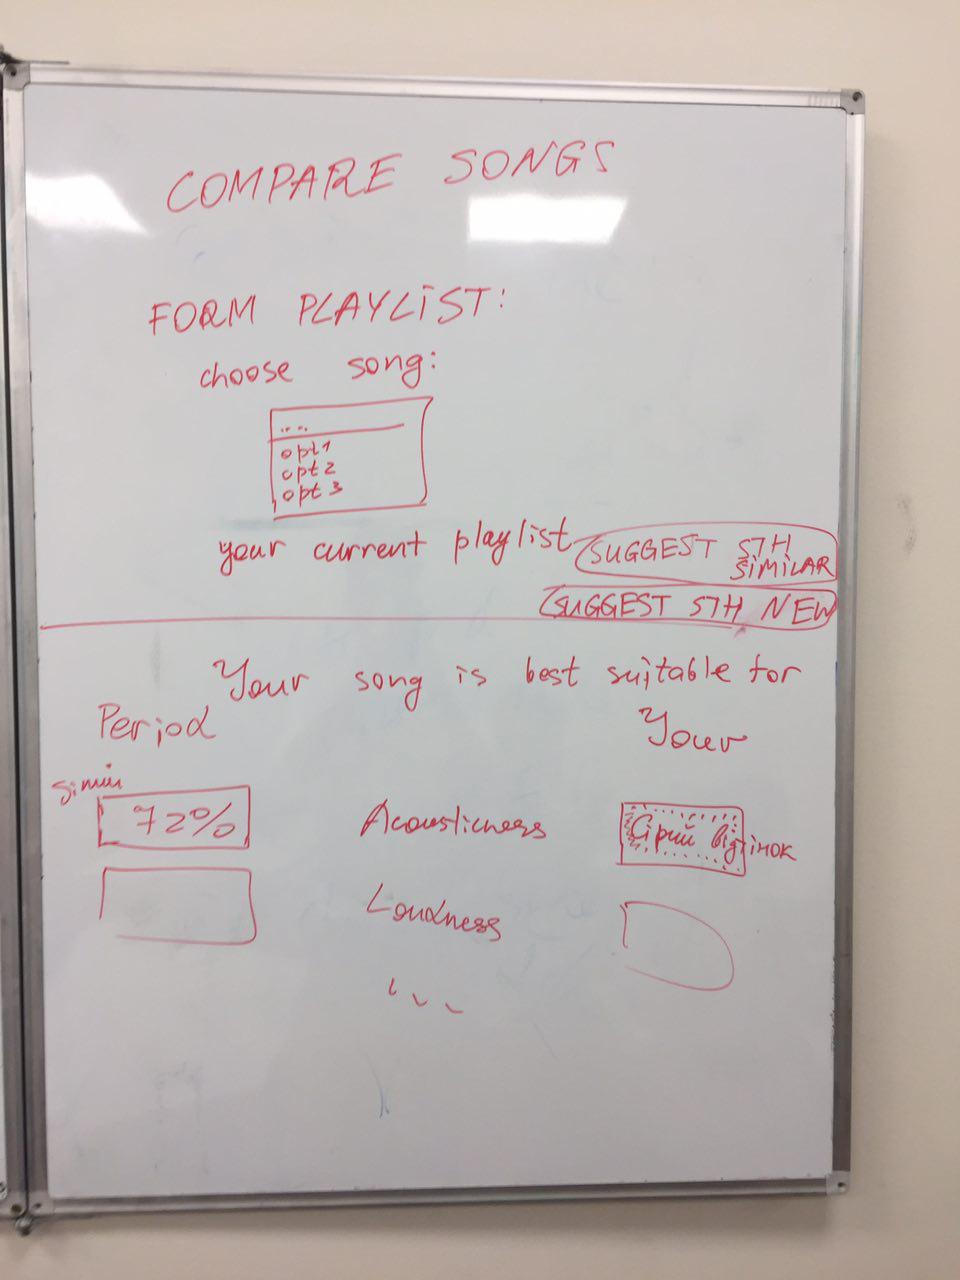 COMPARE SONGS
FORM PLAYLIST:
choose song:
...
opt1
opt2
opt3
your current playlist
SUGGEST STH
SIMILAR
SUGGEST STH NEW
Your song is best suitable for
Period
Your
72%
Acousticness
Сірий відтінок
Loudness
...